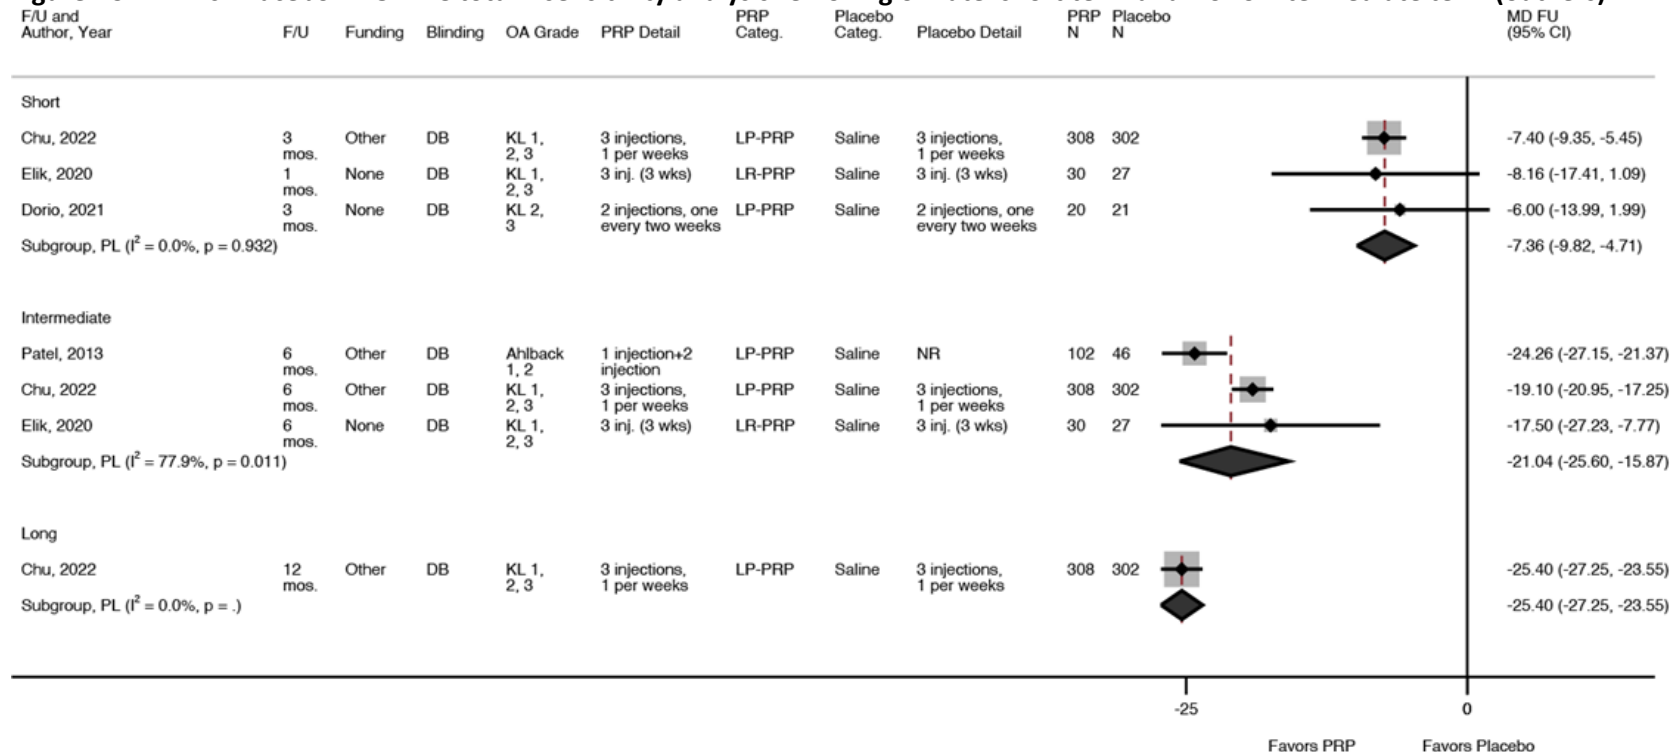 F/U and Author, Year F/U Funding Blinding OA Grade PRP Detail PRP Categ. Placebo Categ. Placebo Detail PRP N Placebo N MD FU (95% CI)
Short
Chu, 2022 3 mos. Other DB KL 1, 2, 3 3 injections, 1 per weeks LP-PRP Saline 3 injections, 1 per weeks 308 302 -7.40 (-9.35, -5.45)
Elik, 2020 1 mos. None DB KL 1, 2, 3 3 inj. (3 wks) LR-PRP Saline 3 inj. (3 wks) 30 27 -8.16 (-17.41, 1.09)
Dorio, 2021 3 mos. None DB KL 2, 3 2 injections, one every two weeks LP-PRP Saline 2 injections, one every two weeks 20 21 -6.00 (-13.99, 1.99)
Subgroup, PL (I² = 0.0%, p = 0.932) -7.36 (-9.82, -4.71)
Intermediate
Patel, 2013 6 mos. Other DB Ahlback 1, 2 1 injection+2 injection LP-PRP Saline NR 102 46 -24.26 (-27.15, -21.37)
Chu, 2022 6 mos. Other DB KL 1, 2, 3 3 injections, 1 per weeks LP-PRP Saline 3 injections, 1 per weeks 308 302 -19.10 (-20.95, -17.25)
Elik, 2020 6 mos. None DB KL 1, 2, 3 3 inj. (3 wks) LR-PRP Saline 3 inj. (3 wks) 30 27 -17.50 (-27.23, -7.77)
Subgroup, PL (I² = 77.9%, p = 0.011) -21.04 (-25.60, -15.87)
Long
Chu, 2022 12 mos. Other DB KL 1, 2, 3 3 injections, 1 per weeks LP-PRP Saline 3 injections, 1 per weeks 308 302 -25.40 (-27.25, -23.55)
Subgroup, PL (I² = 0.0%, p = .) -25.40 (-27.25, -23.55)
-25 0
Favors PRP Favors Placebo